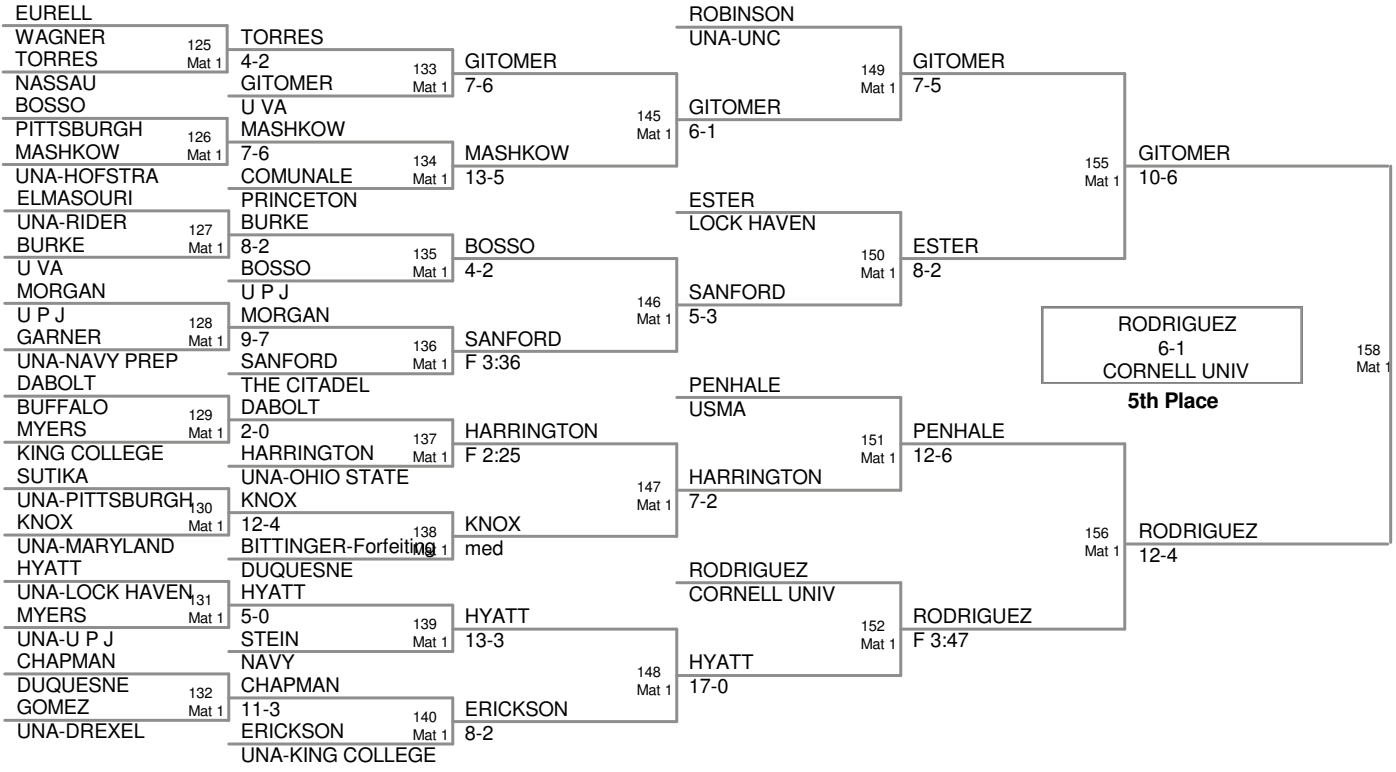 EURELL
WAGNER
125
TORRES
Mat 1
NASSAU
BOSSO
PITTSBURGH
126
MASHKOW
Mat 1
UNA-HOFSTRA
ELMASOURI
UNA-RIDER
127
BURKE
Mat 1
U VA
MORGAN
U P J
128
GARNER
Mat 1
UNA-NAVY PREP
DABOLT
BUFFALO
129
MYERS
Mat 1
KING COLLEGE
SUTIKA
UNA-PITTSBURGH
130
KNOX
Mat 1
UNA-MARYLAND
HYATT
UNA-LOCK HAVEN
131
MYERS
Mat 1
UNA-U P J
CHAPMAN
DUQUESNE
132
GOMEZ
Mat 1
UNA-DREXEL
TORRES
4-2
133
GITOMER
Mat 1
U VA
MASHKOW
7-6
134
COMUNALE
Mat 1
PRINCETON
BURKE
8-2
135
BOSSO
Mat 1
U P J
MORGAN
9-7
136
SANFORD
Mat 1
THE CITADEL
DABOLT
2-0
137
HARRINGTON
Mat 1
UNA-OHIO STATE
KNOX
12-4
138
BITTINGER-Forfeiting
Mat 1
DUQUESNE
HYATT
5-0
139
STEIN
Mat 1
NAVY
CHAPMAN
11-3
140
ERICKSON
Mat 1
UNA-KING COLLEGE
GITOMER
7-6
145
Mat 1
MASHKOW
13-5
BOSSO
4-2
146
Mat 1
SANFORD
F 3:36
HARRINGTON
F 2:25
147
Mat 1
KNOX
med
HYATT
13-3
148
Mat 1
ERICKSON
8-2
ROBINSON
UNA-UNC
149
Mat 1
GITOMER
6-1
ESTER
LOCK HAVEN
150
Mat 1
SANFORD
5-3
PENHALE
USMA
151
Mat 1
HARRINGTON
7-2
RODRIGUEZ
CORNELL UNIV
152
Mat 1
HYATT
17-0
GITOMER
7-5
155
Mat 1
ESTER
8-2
PENHALE
12-6
156
Mat 1
RODRIGUEZ
F 3:47
GITOMER
10-6
158
Mat 1
RODRIGUEZ
12-4
RODRIGUEZ
6-1
CORNELL UNIV
5th Place